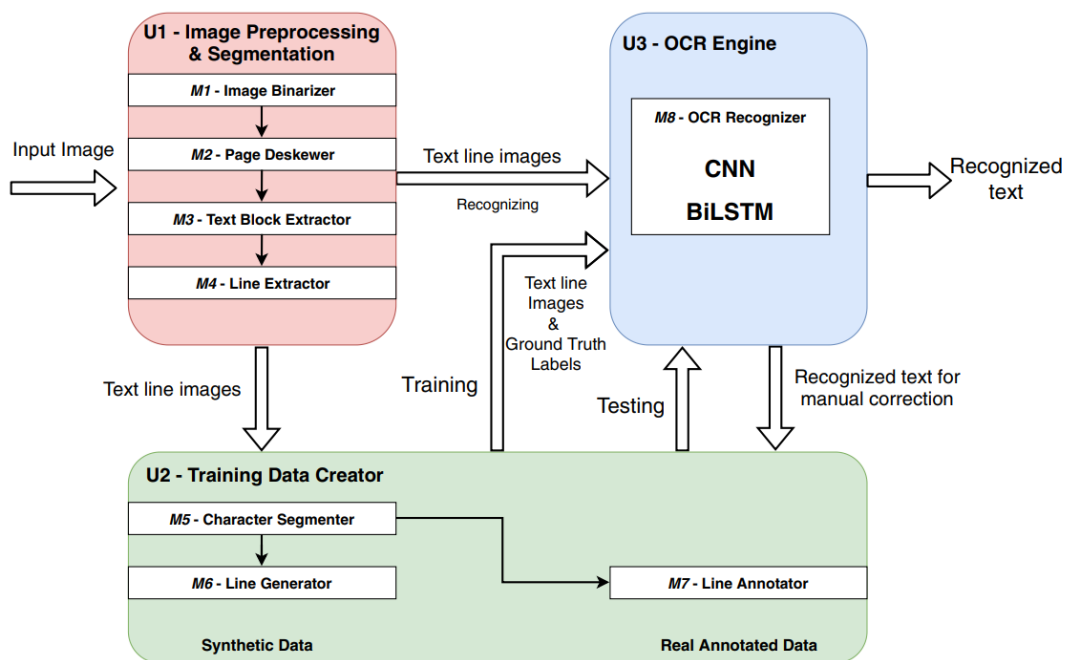 U1 - Image Preprocessing
& Segmentation
M1 - Image Binarizer
M2 - Page Deskewer
M3 - Text Block Extractor
M4 - Line Extractor
Input Image
Text line images
Recognizing
U3 - OCR Engine
M8 - OCR Recognizer
CNN
BiLSTM
Recognized
text
Text line images
Training
Text line
Images
&
Ground Truth
Labels
Testing
Recognized text for
manual correction
U2 - Training Data Creator
M5 - Character Segmenter
M6 - Line Generator
M7 - Line Annotator
Synthetic Data
Real Annotated Data